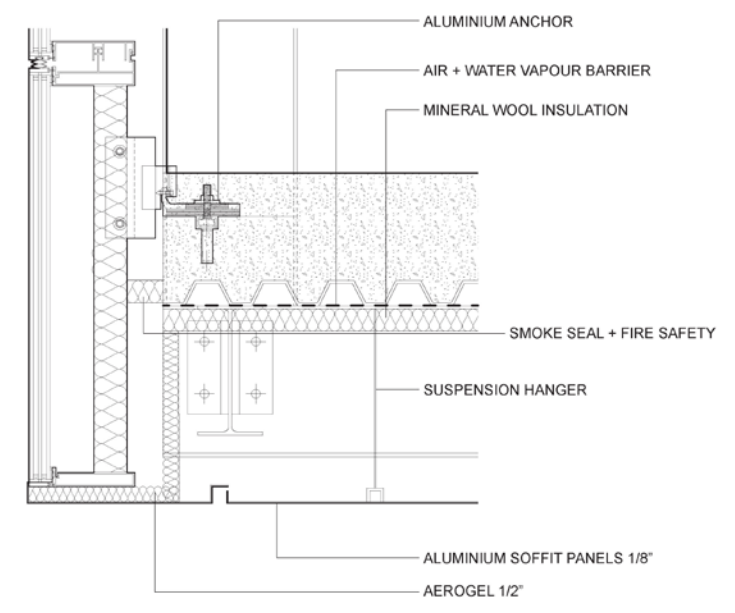 ALUMINIUM ANCHOR
AIR + WATER VAPOUR BARRIER
MINERAL WOOL INSULATION
SMOKE SEAL + FIRE SAFETY
SUSPENSION HANGER
ALUMINIUM SOFFIT PANELS 1/8"
AEROGEL 1/2"